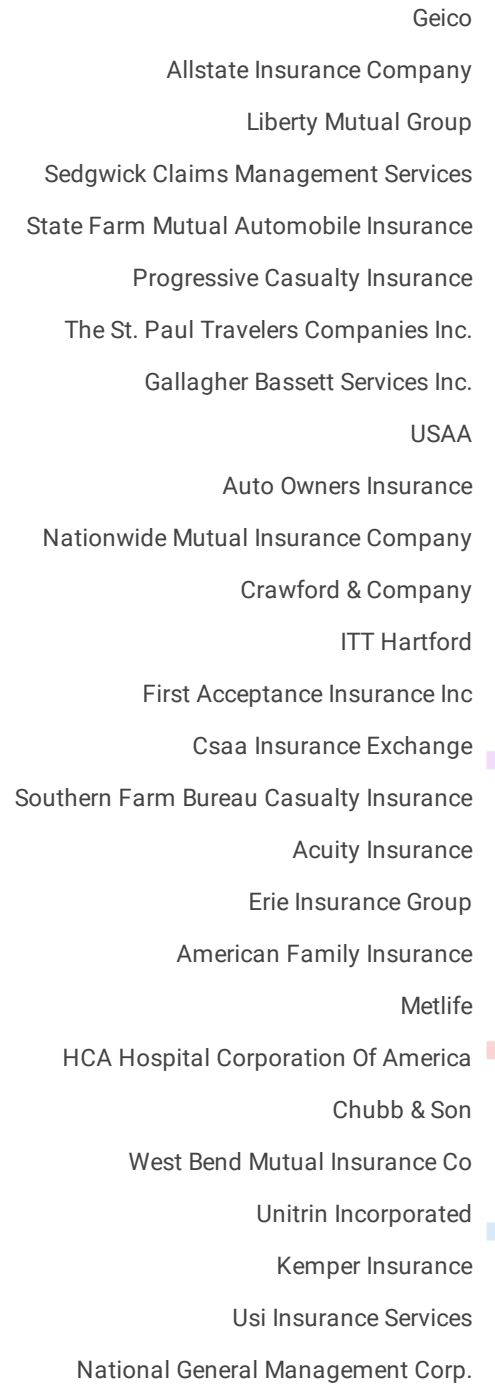 Geico
Allstate Insurance Company
Liberty Mutual Group
Sedgwick Claims Management Services
State Farm Mutual Automobile Insurance
Progressive Casualty Insurance
The St. Paul Travelers Companies Inc.
Gallagher Bassett Services Inc.
USAA
Auto Owners Insurance
Nationwide Mutual Insurance Company
Crawford & Company
ITT Hartford
First Acceptance Insurance Inc
Csaa Insurance Exchange
Southern Farm Bureau Casualty Insurance
Acuity Insurance
Erie Insurance Group
American Family Insurance
Metlife
HCA Hospital Corporation Of America
Chubb & Son
West Bend Mutual Insurance Co
Unitrin Incorporated
Kemper Insurance
Usi Insurance Services
National General Management Corp.